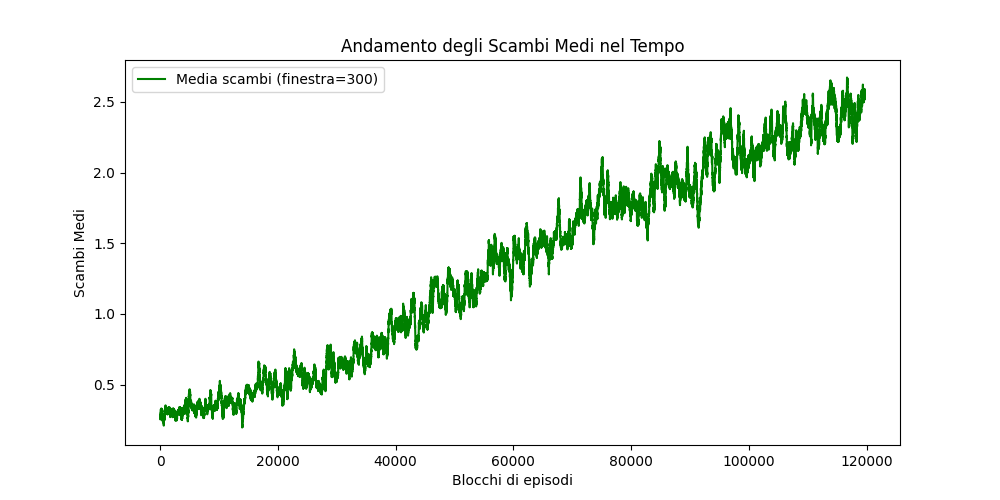 Andamento degli Scambi Medi nel Tempo
Media scambi (finestra=300)
Scambi Medi
2.5
2.0
1.5
1.0
0.5
0 20000 40000 60000 80000 100000 120000
Blocchi di episodi